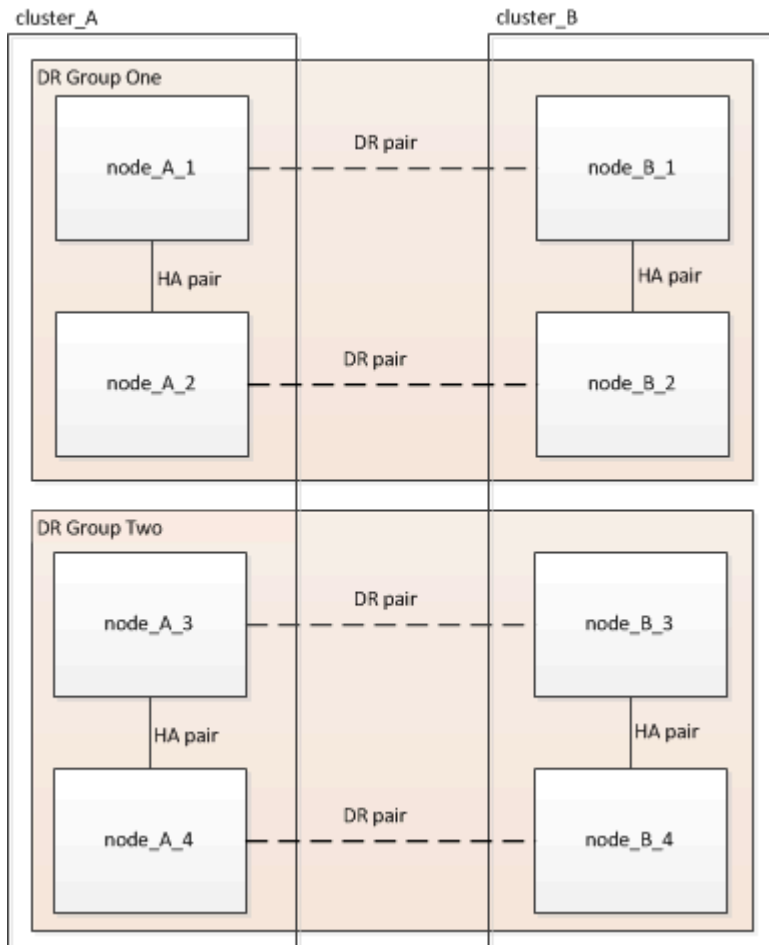 cluster_A
cluster_B
DR Group One
node_A_1
DR pair
node_B_1
HA pair
HA pair
node_A_2
DR pair
node_B_2
DR Group Two
node_A_3
DR pair
node_B_3
HA pair
HA pair
node_A_4
DR pair
node_B_4